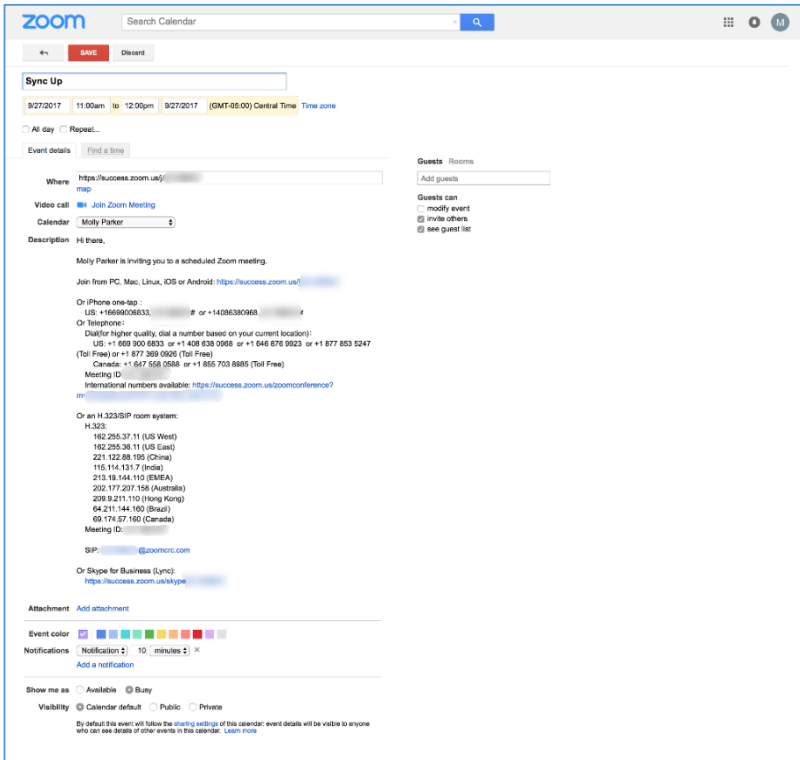 zoom
Search Calendar
M
SAVE Discard
Sync Up
9/27/2017 11:00am to 12:00pm 9/27/2017 (GMT-05:00) Central Time Time zone
All day Repeat...
Event details Find a time
Guests Rooms
Where https://success.zoom.us/j/
Add guests
map
Video call Join Zoom Meeting
Guests can
modify event
Calendar Molly Parker
invite others
see guest list
Description Hi there,
Molly Parker is inviting you to a scheduled Zoom meeting.
Join from PC, Mac, Linux, iOS or Android: https://success.zoom.us/j
Or iPhone one-tap :
US: +16699006833, # or +14086380968, #
Or Telephone:
Dial(for higher quality, dial a number based on your current location):
US: +1 669 900 6833 or +1 408 638 0968 or +1 646 876 9923 or +1 877 853 5247
(Toll Free) or +1 877 369 0926 (Toll Free)
Canada: +1 647 558 0588 or +1 855 703 8985 (Toll Free)
Meeting ID:
International numbers available: https://success.zoom.us/zoomconference?
Or an H.323/SIP room system:
H.323:
162.255.37.11 (US West)
162.255.36.11 (US East)
221.122.88.195 (China)
115.114.131.7 (India)
213.19.144.110 (EMEA)
202.177.207.158 (Australia)
209.9.211.110 (Hong Kong)
64.211.144.160 (Brazil)
69.174.57.160 (Canada)
Meeting ID:
SIP: @zoomcrc.com
Or Skype for Business (Lync):
https://success.zoom.us/skype
Attachment Add attachment
Event color
Notifications Notification 10 minutes ×
Add a notification
Show me as Available Busy
Visibility Calendar default Public Private
By default this event will follow the sharing settings of this calendar: event details will be visible to anyone
who can see details of other events in this calendar. Learn more